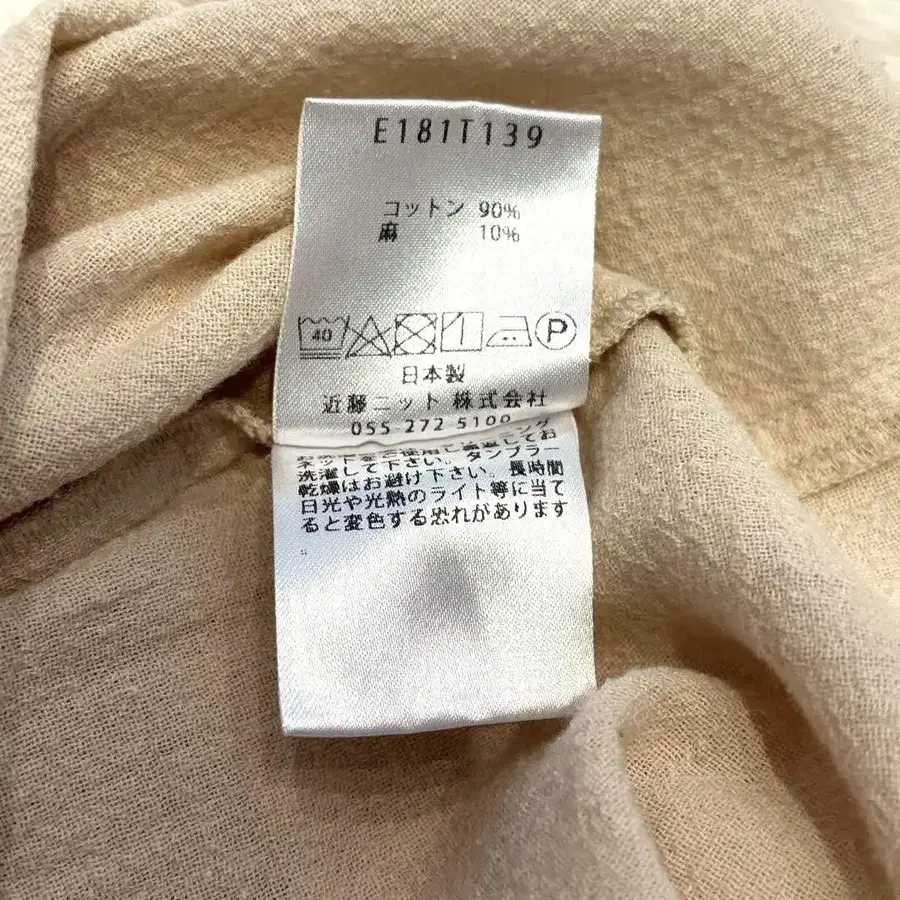 E181T139
コットン 90%
麻 10%
40
P
日本製
近藤ニット 株式会社
055 272 5100
洗濯して下さい。タンブラー
乾燥はお避け下さい。長時間
日光や光熱のライト等に当て
ると変色する恐れがあります